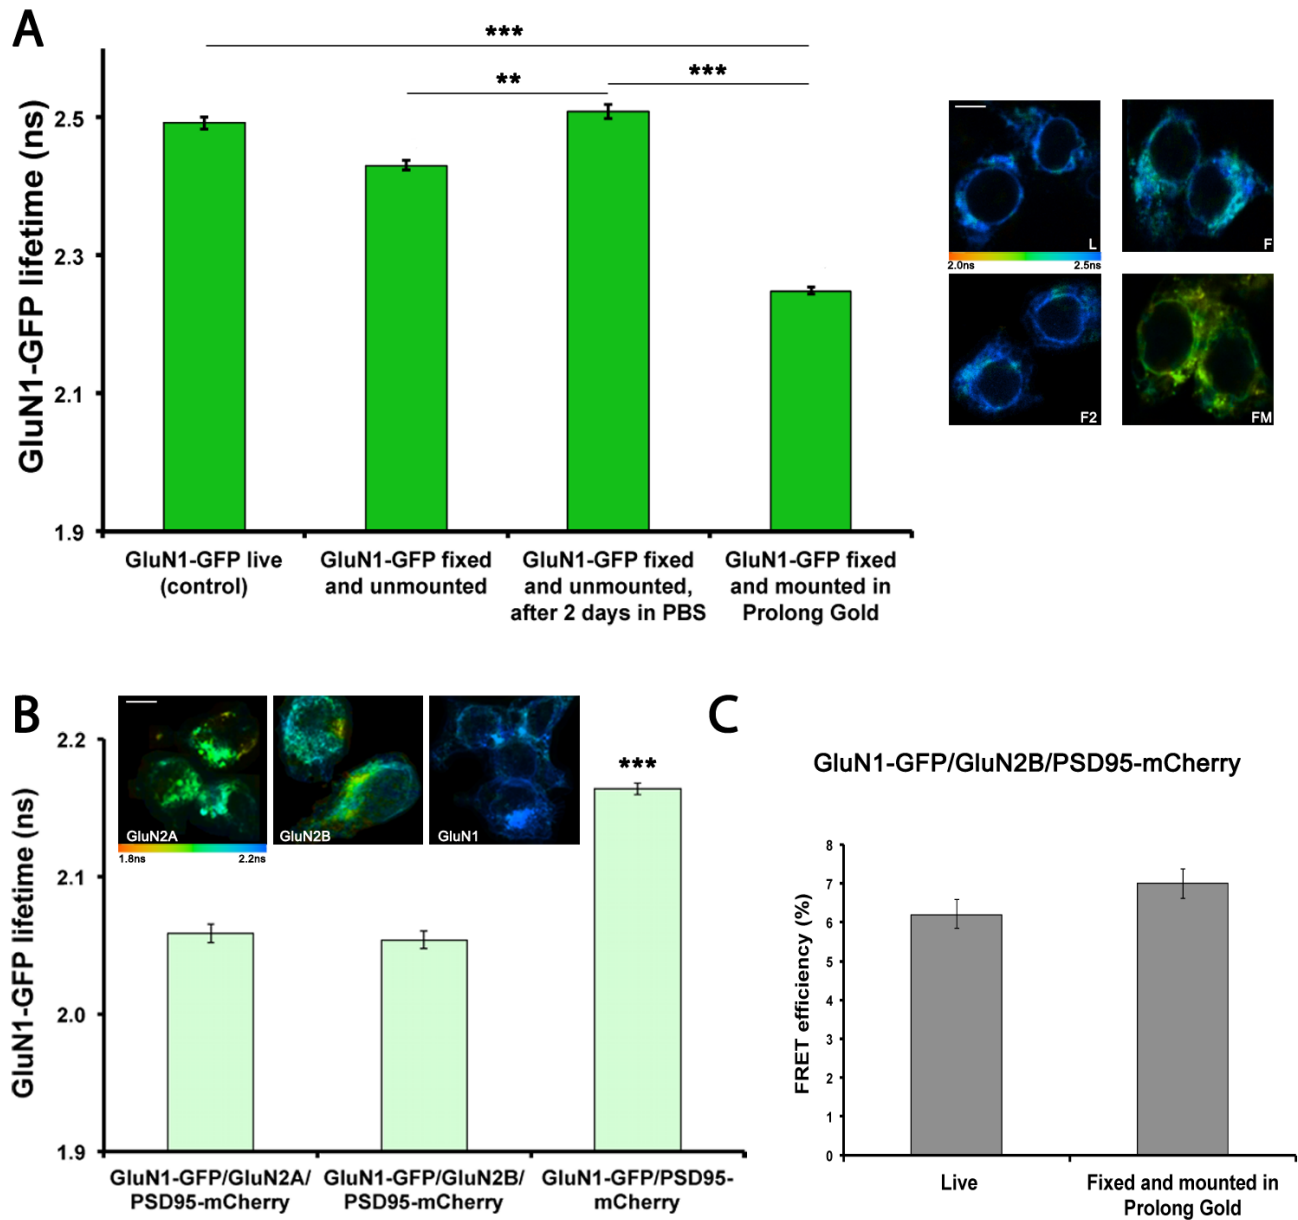 A
***
**
***
GluN1-GFP lifetime (ns)
2.5
2.3
2.1
1.9
GluN1-GFP live
(control)
GluN1-GFP fixed
and unmounted
GluN1-GFP fixed
and unmounted,
after 2 days in PBS
GluN1-GFP fixed
and mounted in
Prolong Gold
L
2.0ns
2.5ns
F
F2
FM
B
GluN1-GFP lifetime (ns)
2.2
2.1
2.0
1.9
GluN2A
1.8ns
2.2ns
GluN2B
GluN1
***
GluN1-GFP/GluN2A/
PSD95-mCherry
GluN1-GFP/GluN2B/
PSD95-mCherry
GluN1-GFP/PSD95-
mCherry
C
GluN1-GFP/GluN2B/PSD95-mCherry
FRET efficiency (%)
8
7
6
5
4
3
2
1
0
Live
Fixed and mounted in
Prolong Gold